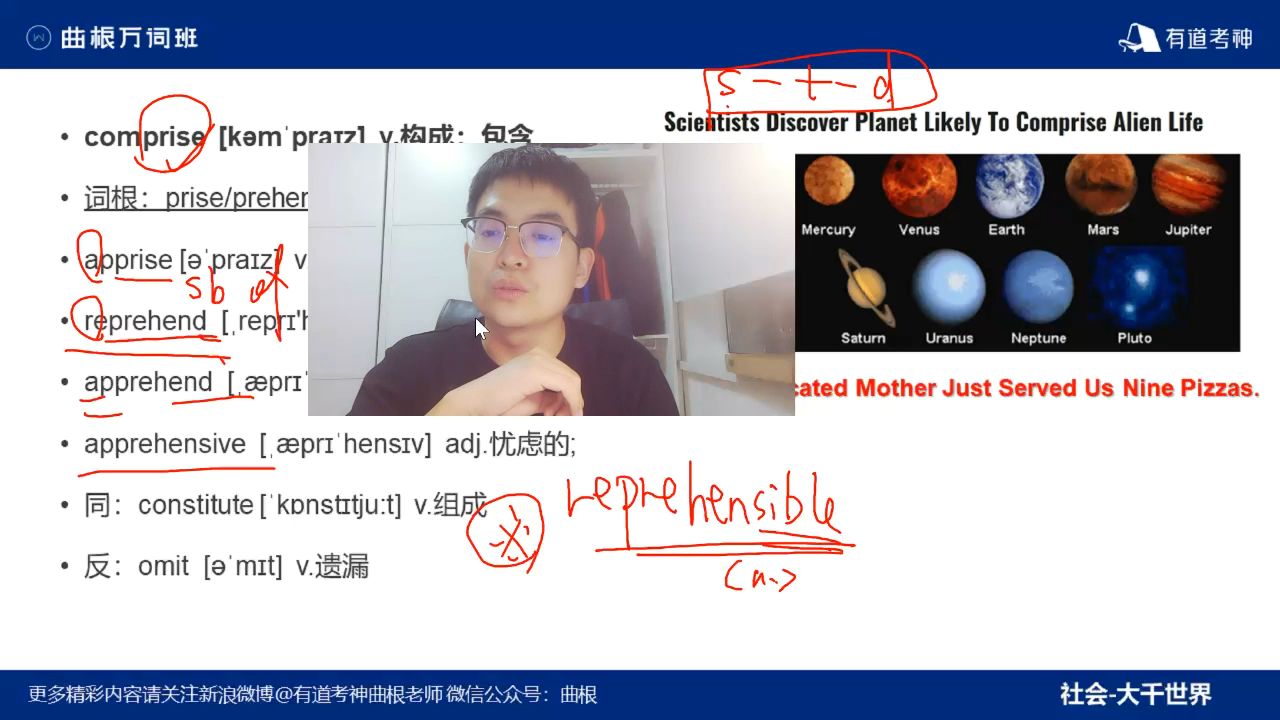 曲根万词班
有道考神
s - t - d
• comprise [kəmˈpraɪz] v.构成；包含
Scientists Discover Planet Likely To Comprise Alien Life
• 词根：prise/prehen
• apprise [əˈpraɪz] v
sb of
• reprehend [ˌreprɪˈh
• apprehend [ˌæprɪˈ
• apprehensive [ˌæprɪˈhensɪv] adj.忧虑的;
• 同：constitute [ˈkɒnstɪtjuːt] v.组成
• 反：omit [əˈmɪt] v.遗漏
Mercury Venus Earth Mars Jupiter
Saturn Uranus Neptune Pluto
cated Mother Just Served Us Nine Pizzas.
reprehensible
更多精彩内容请关注新浪微博@有道考神曲根老师 微信公众号：曲根
社会-大千世界